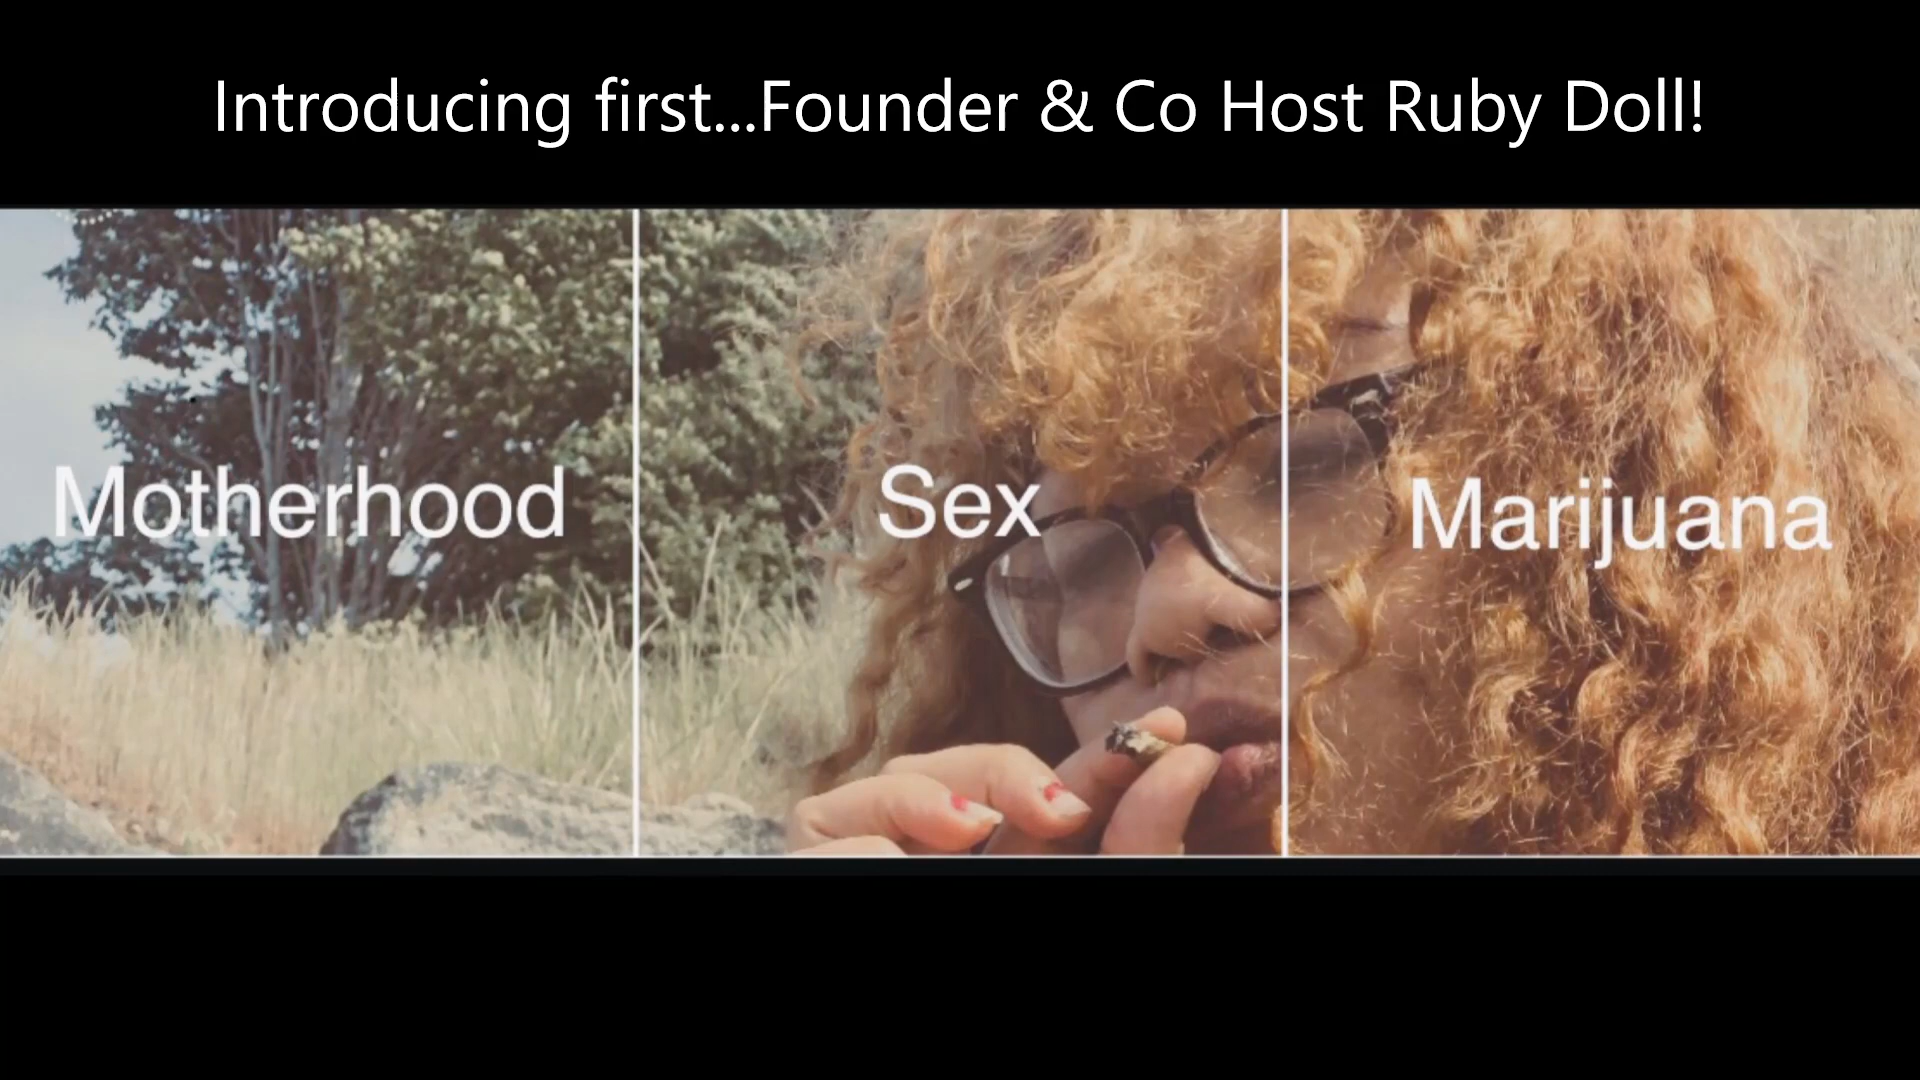 Introducing first...Founder & Co Host Ruby Doll!
Motherhood
Sex
Marijuana